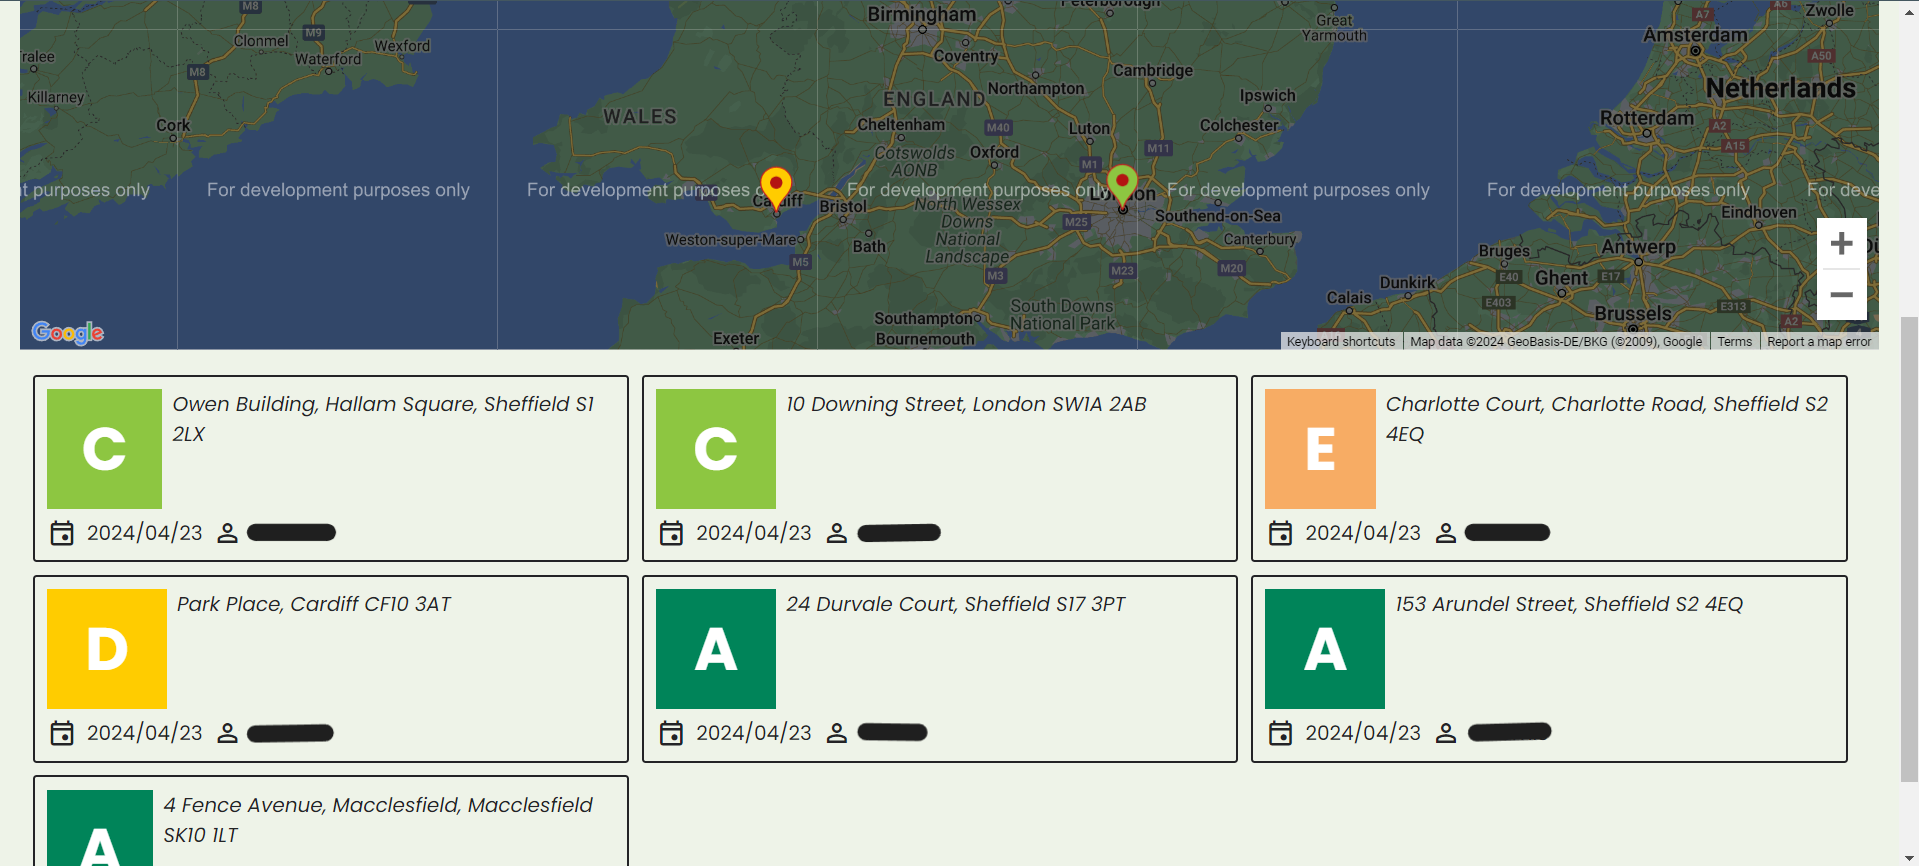 M8
Birmingham
Peterborough
Great
Yarmouth
A7
A6
Zwolle
Clonmel
M9
Wexford
Waterford
ralee
M8
Killarney
Cork
Coventry
Amsterdam
A50
Cambridge
Northampton
ENGLAND
Ipswich
Netherlands
WALES
Cheltenham
M40
Luton
Colchester
Rotterdam
A2
A15
Cotswolds
AONB
Oxford
M1
M11
t purposes only
For development purposes only
For development purposes
For development purposes only
For development purposes only
For development purposes only
For deve
Cardiff
Bristol
North Wessex
Downs
National
Landscape
London
M25
Southend-on-Sea
Eindhoven
Weston-super-Mare
Bath
M5
Canterbury
M3
M23
M20
Bruges
Antwerp
E40
Ghent
E17
Dunkirk
Calais
E403
E313
Brussels
A2
South Downs
National Park
Southampton
Bournemouth
Exeter
+
−
Google
Keyboard shortcuts
Map data ©2024 GeoBasis-DE/BKG (©2009), Google
Terms
Report a map error
C
Owen Building, Hallam Square, Sheffield S1
2LX
2024/04/23
C
10 Downing Street, London SW1A 2AB
2024/04/23
E
Charlotte Court, Charlotte Road, Sheffield S2
4EQ
2024/04/23
D
Park Place, Cardiff CF10 3AT
2024/04/23
A
24 Durvale Court, Sheffield S17 3PT
2024/04/23
A
153 Arundel Street, Sheffield S2 4EQ
2024/04/23
A
4 Fence Avenue, Macclesfield, Macclesfield
SK10 1LT